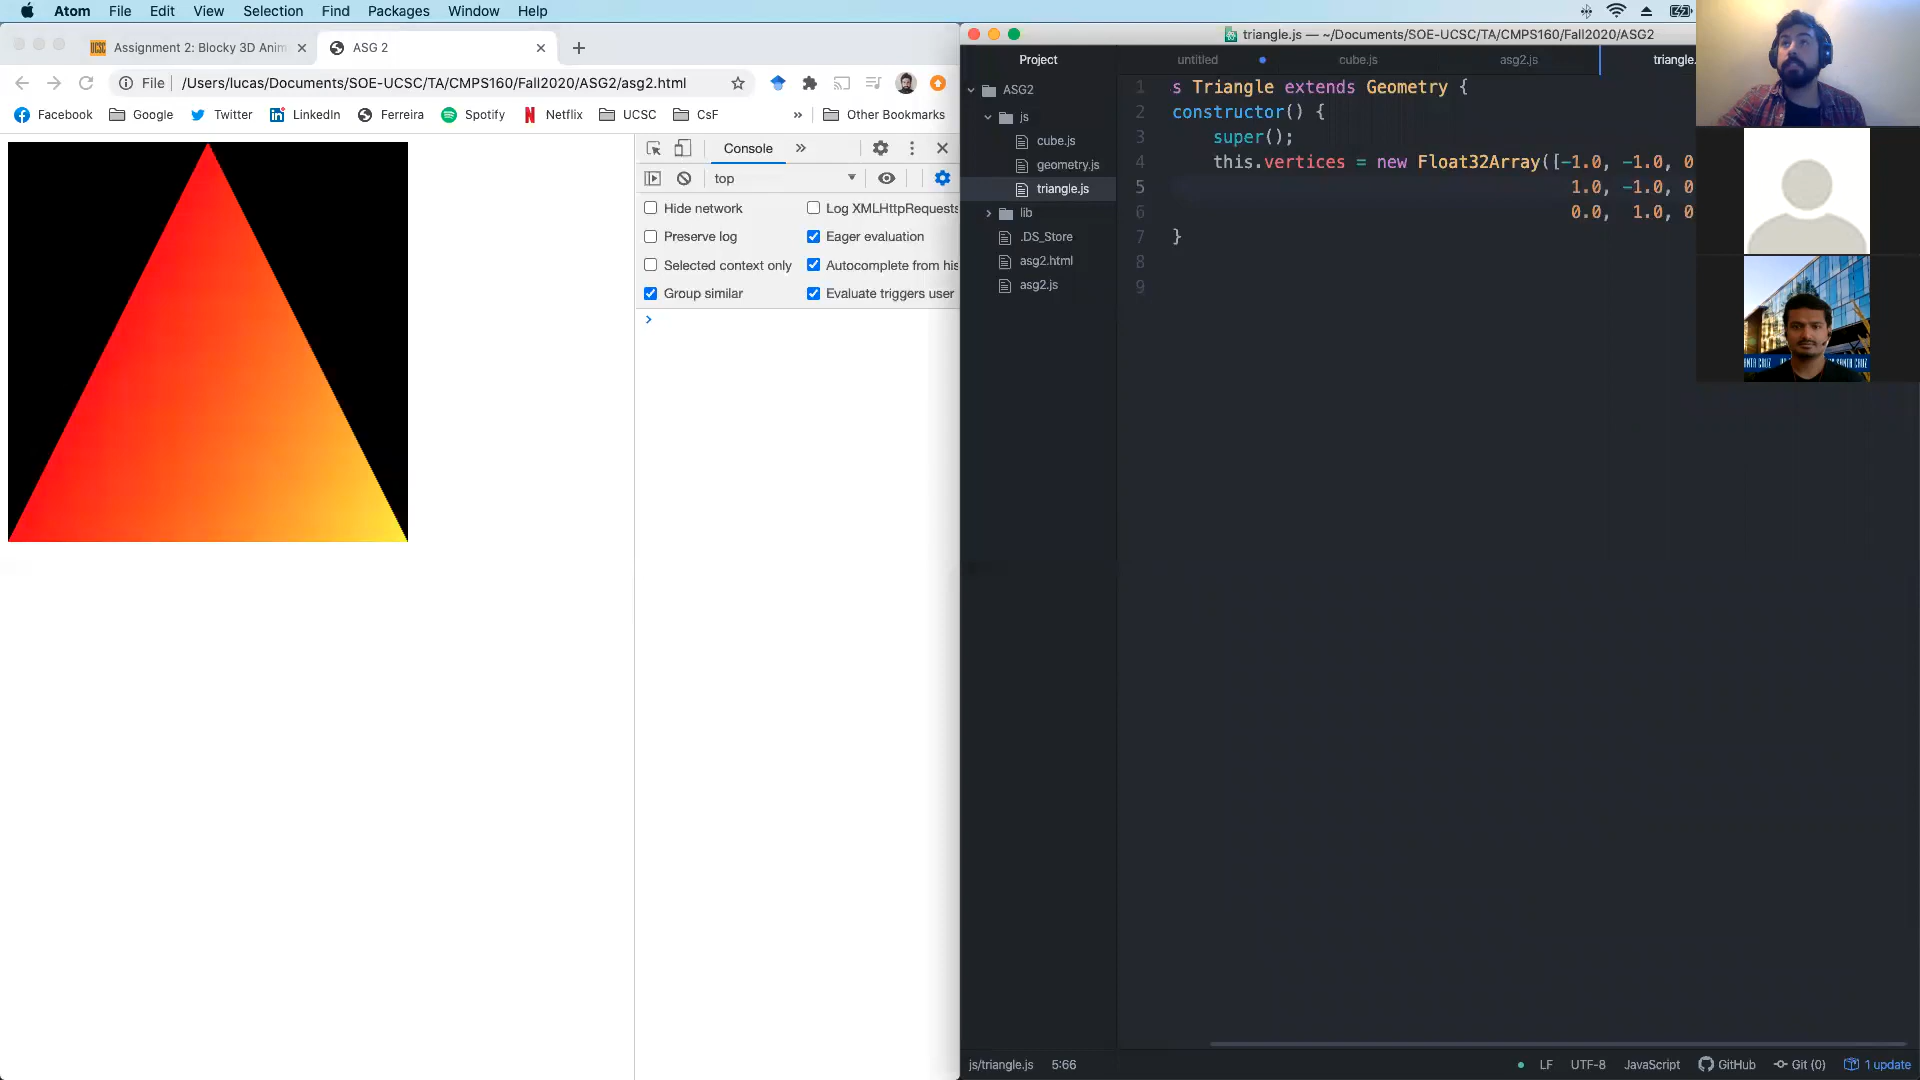 Atom File Edit View Selection Find Packages Window Help
Assignment 2: Blocky 3D Anim
ASG 2
File /Users/lucas/Documents/SOE-UCSC/TA/CMPS160/Fall2020/ASG2/asg2.html
Facebook Google Twitter LinkedIn Ferreira Spotify Netflix UCSC CsF » Other Bookmarks
Console »
top
Hide network Log XMLHttpRequests
Preserve log Eager evaluation
Selected context only Autocomplete from his
Group similar Evaluate triggers user
>
triangle.js — ~/Documents/SOE-UCSC/TA/CMPS160/Fall2020/ASG2
Project
untitled cube.js asg2.js triangle.
ASG2
js
cube.js
geometry.js
triangle.js
lib
.DS_Store
asg2.html
asg2.js
1 s Triangle extends Geometry {
2 constructor() {
3 super();
4 this.vertices = new Float32Array([-1.0, -1.0, 0
5 1.0, -1.0, 0
6 0.0, 1.0, 0
7 }
8
9
SANTA CRUZ
js/triangle.js 5:66
LF UTF-8 JavaScript GitHub Git (0) 1 update